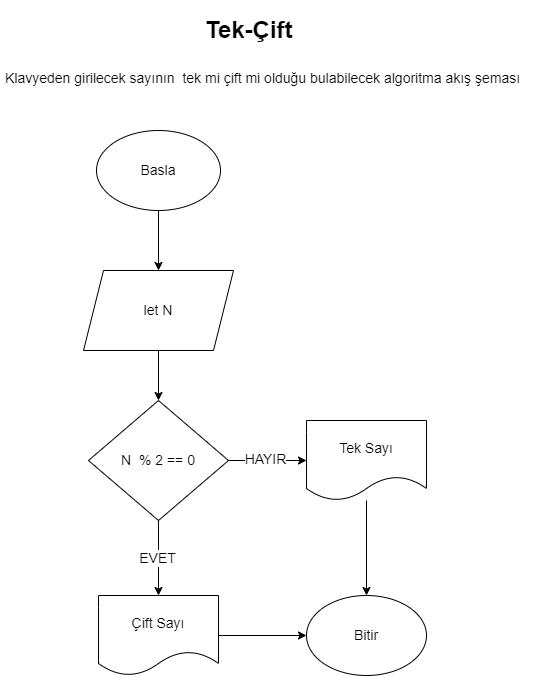 Tek-Çift
Klavyeden girilecek sayının tek mi çift mi olduğu bulabilecek algoritma akış şeması
Basla
let N
N % 2 == 0
HAYIR
Tek Sayı
EVET
Çift Sayı
Bitir